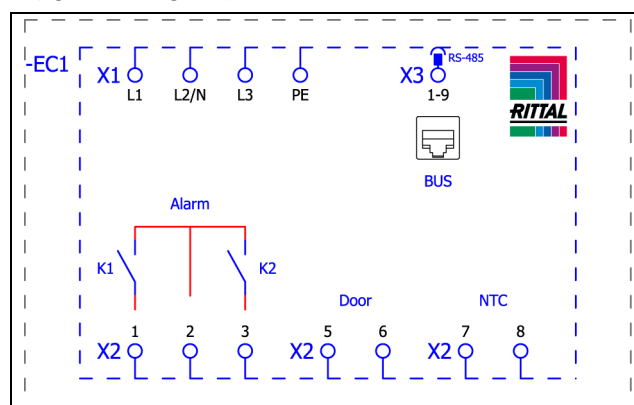 -EC1
X1
L1
L2/N
L3
PE
X3
RS-485
1-9
RITTAL
BUS
Alarm
K1
K2
Door
NTC
X2
1
2
3
X2
5
6
X2
7
8